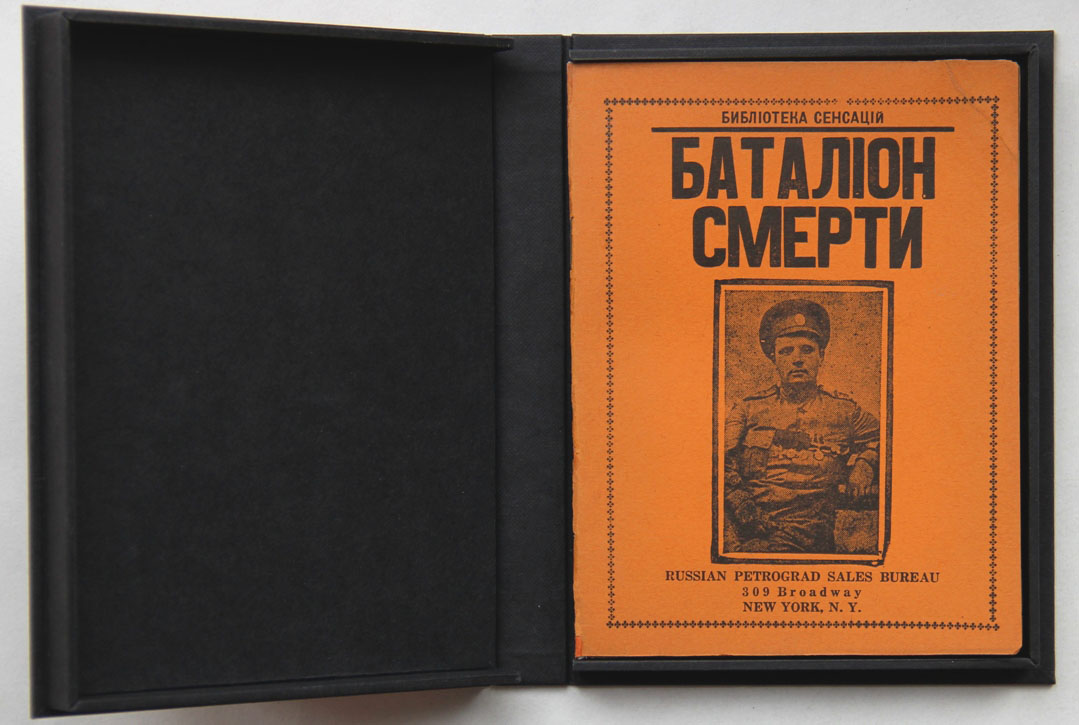 БИБЛІОТЕКА СЕНСАЦІЙ
БАТАЛІОН
СМЕРТИ
RUSSIAN PETROGRAD SALES BUREAU
309 Broadway
NEW YORK, N. Y.